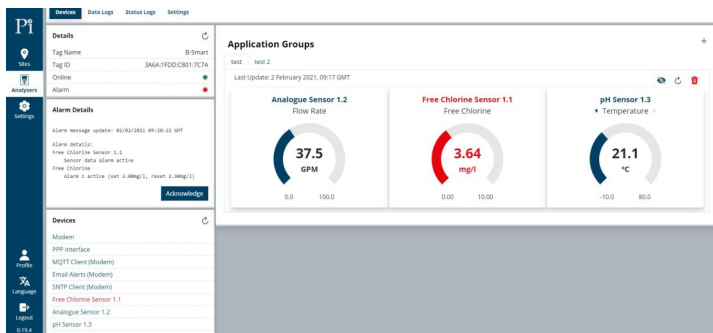 Pi
Sites
Analysers
Settings
Profile
Language
Logout
0.19.4
Devices Data Logs Status Logs Settings
Details
Tag Name B-Smart
Tag ID 3A6A:1FDD:C801:7C7A
Online
Alarm
Alarm Details
Alarm message update: 02/02/2021 09:20:22 GMT
Alarm details:
Free Chlorine Sensor 1.1
Sensor data alarm active
Free Chlorine
Alarm 1 active (set 3.00mg/l, reset 2.90mg/l)
Acknowledge
Devices
Modem
PPP Interface
MQTT Client (Modem)
Email Alerts (Modem)
SNTP Client (Modem)
Free Chlorine Sensor 1.1
Analogue Sensor 1.2
pH Sensor 1.3
Application Groups
test test 2
Last Update: 2 February 2021, 09:17 GMT
Analogue Sensor 1.2
Flow Rate
37.5
GPM
0.0 100.0
Free Chlorine Sensor 1.1
Free Chlorine
3.64
mg/l
0.00 10.00
pH Sensor 1.3
Temperature
21.1
°C
-10.0 80.0